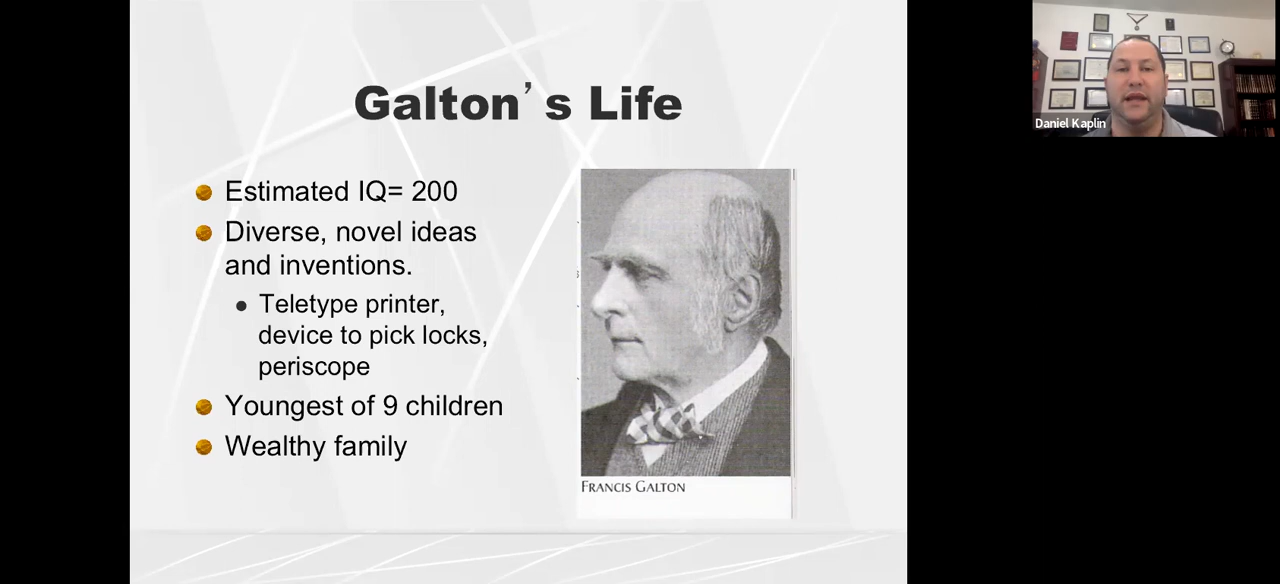 Galton's Life
Estimated IQ= 200
Diverse, novel ideas
and inventions.
Teletype printer,
device to pick locks,
periscope
Youngest of 9 children
Wealthy family
FRANCIS GALTON
Daniel Kaplin